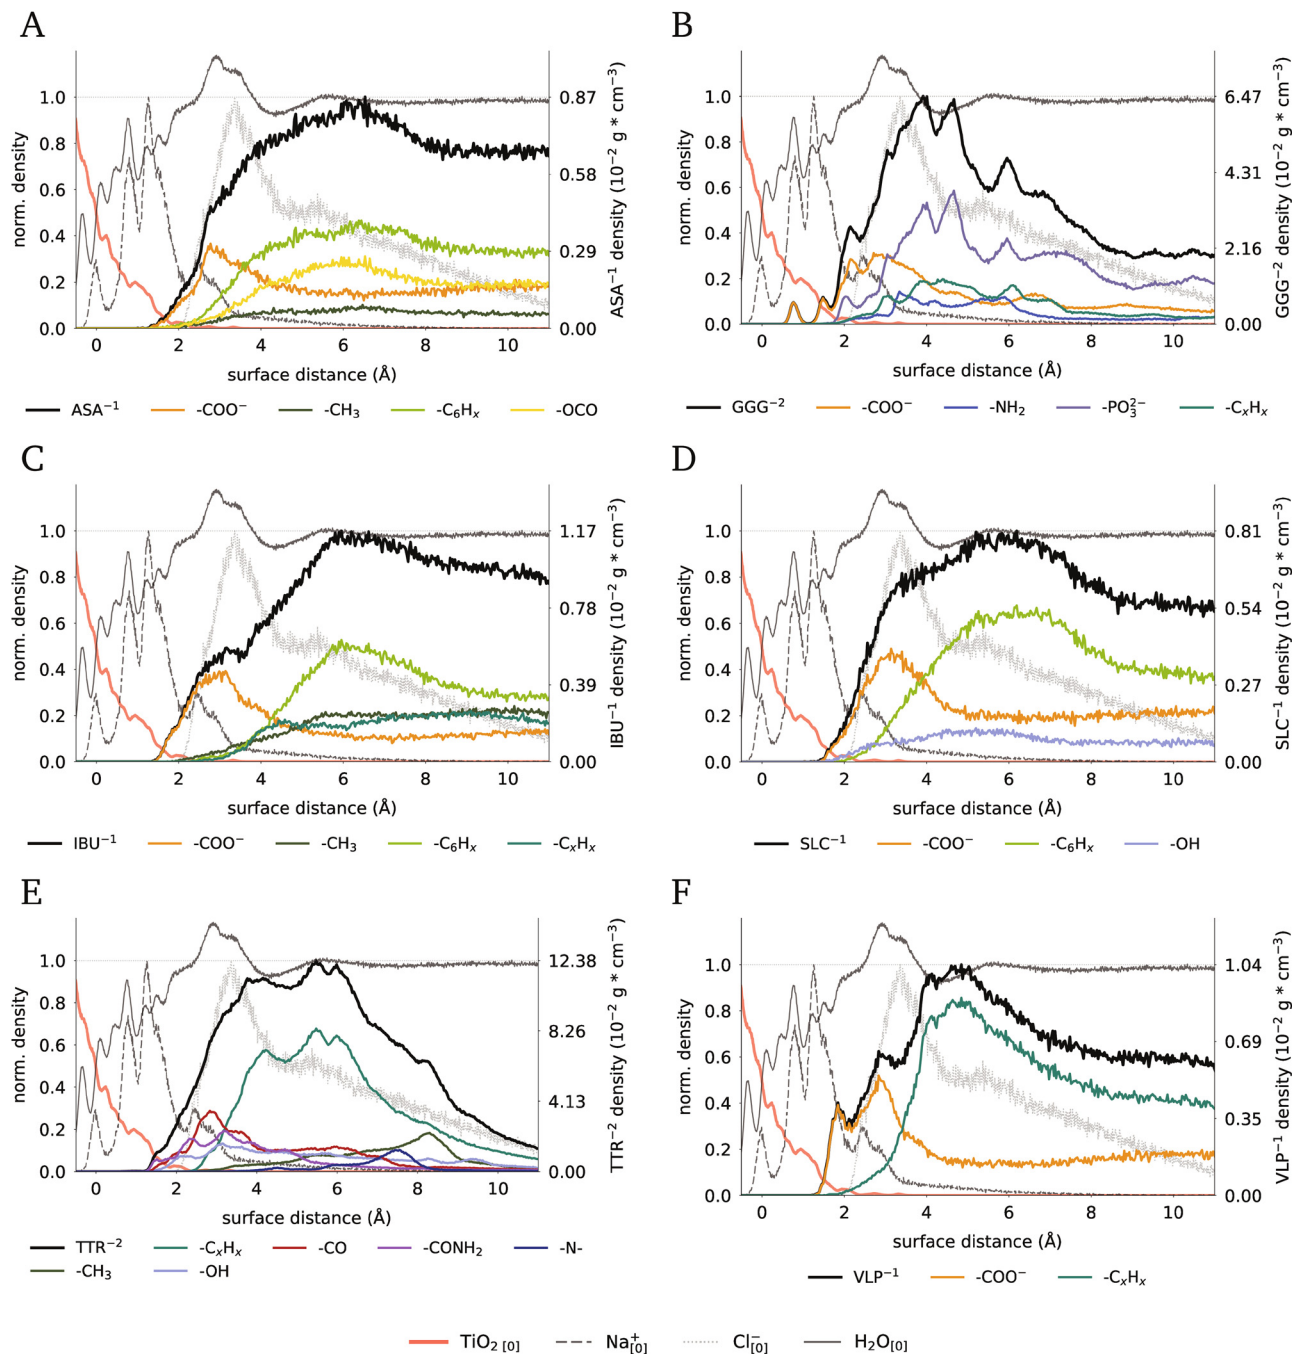 A
norm. density
1.0
0.8
0.6
0.4
0.2
0.0
0 2 4 6 8 10
surface distance (Å)
0.87
0.58
0.29
0.00
ASA⁻¹ density (10⁻² g * cm⁻³)
ASA⁻¹ -COO⁻ -CH₃ -C₆Hₓ -OCO
B
norm. density
1.0
0.8
0.6
0.4
0.2
0.0
0 2 4 6 8 10
surface distance (Å)
6.47
4.31
2.16
0.00
GGG⁻² density (10⁻² g * cm⁻³)
GGG⁻² -COO⁻ -NH₂ -PO₃²⁻ -CₓHₓ
C
norm. density
1.0
0.8
0.6
0.4
0.2
0.0
0 2 4 6 8 10
surface distance (Å)
1.17
0.78
0.39
0.00
IBU⁻¹ density (10⁻² g * cm⁻³)
IBU⁻¹ -COO⁻ -CH₃ -C₆Hₓ -CₓHₓ
D
norm. density
1.0
0.8
0.6
0.4
0.2
0.0
0 2 4 6 8 10
surface distance (Å)
0.81
0.54
0.27
0.00
SLC⁻¹ density (10⁻² g * cm⁻³)
SLC⁻¹ -COO⁻ -C₆Hₓ -OH
E
norm. density
1.0
0.8
0.6
0.4
0.2
0.0
0 2 4 6 8 10
surface distance (Å)
12.38
8.26
4.13
0.00
TTR⁻² density (10⁻² g * cm⁻³)
TTR⁻² -CₓHₓ -CO -CONH₂ -N-
-CH₃ -OH
F
norm. density
1.0
0.8
0.6
0.4
0.2
0.0
0 2 4 6 8 10
surface distance (Å)
1.04
0.69
0.35
0.00
VLP⁻¹ density (10⁻² g * cm⁻³)
VLP⁻¹ -COO⁻ -CₓHₓ
TiO₂ [0] Na⁺[0] Cl⁻[0] H₂O[0]